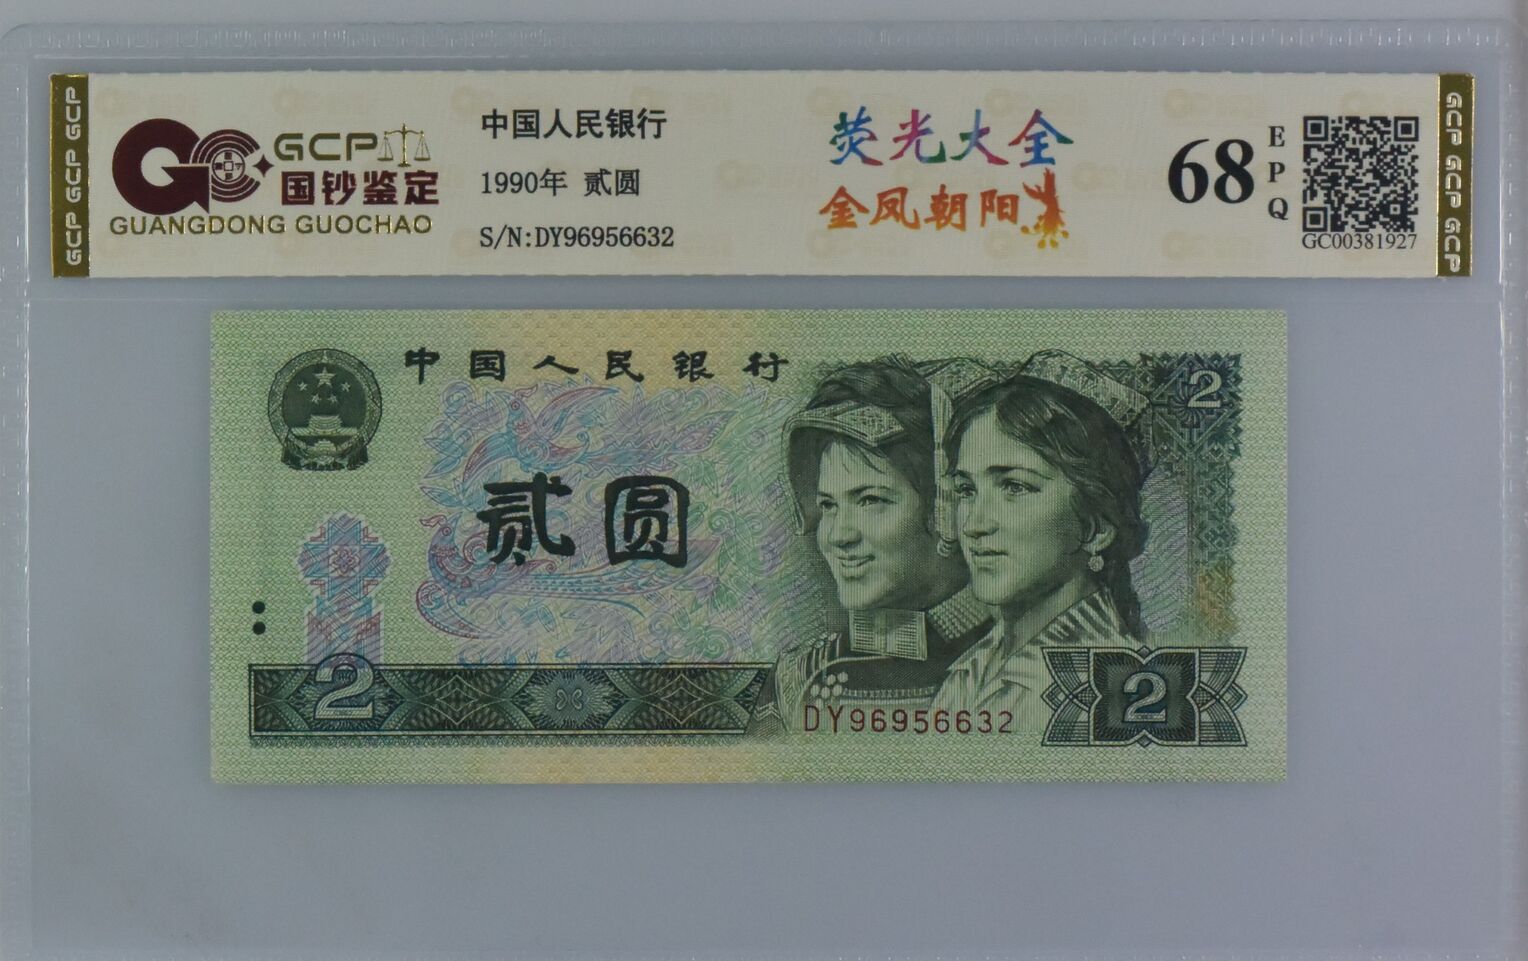 GCP GCP GCP
GCP
国钞鉴定
GUANGDONG GUOCHAO
中国人民银行
1990年 贰圆
S/N:DY96956632
荧光大全
金凤朝阳
68
EPQ
GC00381927
GCP GCP GCP GCP
中国人民银行
2
贰圆
2
DY96956632
2